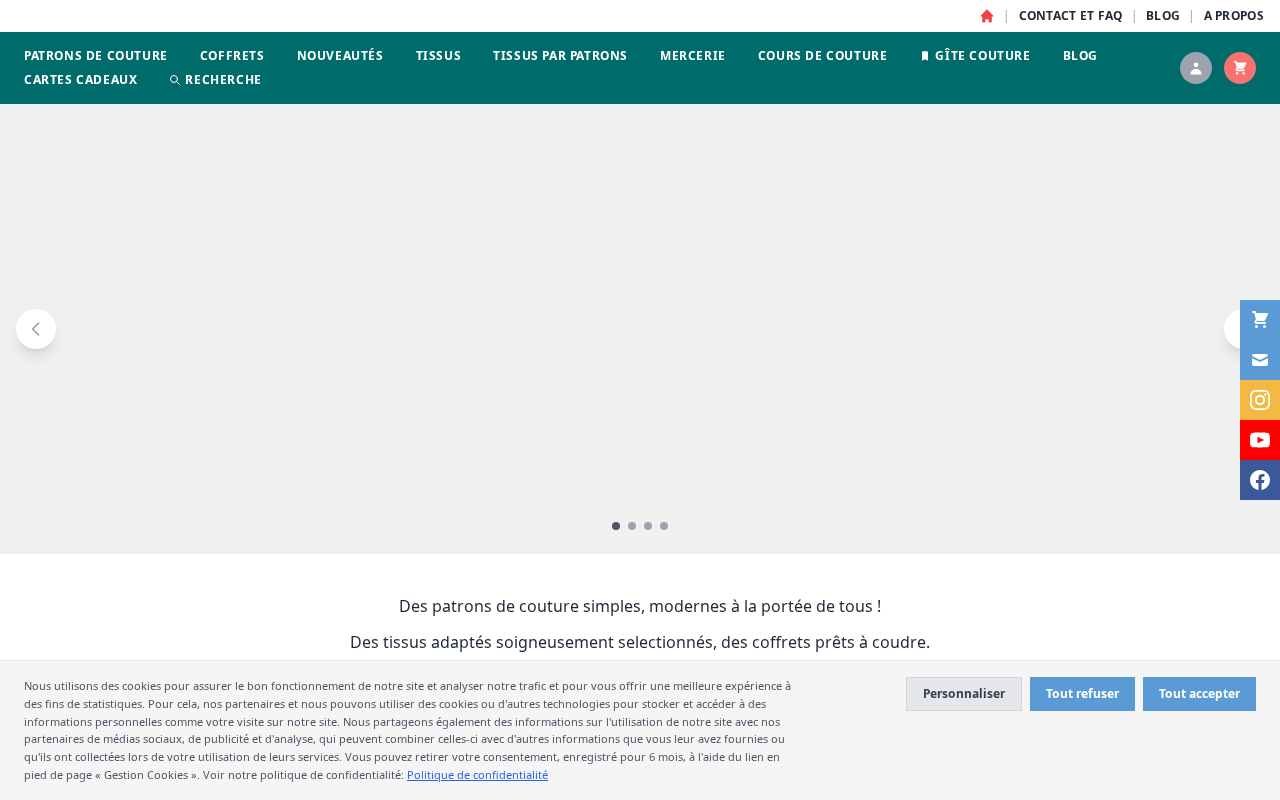 | CONTACT ET FAQ | BLOG | A PROPOS
PATRONS DE COUTURE COFFRETS NOUVEAUTÉS TISSUS TISSUS PAR PATRONS MERCERIE COURS DE COUTURE GÎTE COUTURE BLOG
CARTES CADEAUX RECHERCHE
Des patrons de couture simples, modernes à la portée de tous !
Des tissus adaptés soigneusement selectionnés, des coffrets prêts à coudre.
Nous utilisons des cookies pour assurer le bon fonctionnement de notre site et analyser notre trafic et pour vous offrir une meilleure expérience à
des fins de statistiques. Pour cela, nos partenaires et nous pouvons utiliser des cookies ou d'autres technologies pour stocker et accéder à des
informations personnelles comme votre visite sur notre site. Nous partageons également des informations sur l'utilisation de notre site avec nos
partenaires de médias sociaux, de publicité et d'analyse, qui peuvent combiner celles-ci avec d'autres informations que vous leur avez fournies ou
qu'ils ont collectées lors de votre utilisation de leurs services. Vous pouvez retirer votre consentement, enregistré pour 6 mois, à l'aide du lien en
pied de page « Gestion Cookies ». Voir notre politique de confidentialité: Politique de confidentialité
Personnaliser Tout refuser Tout accepter